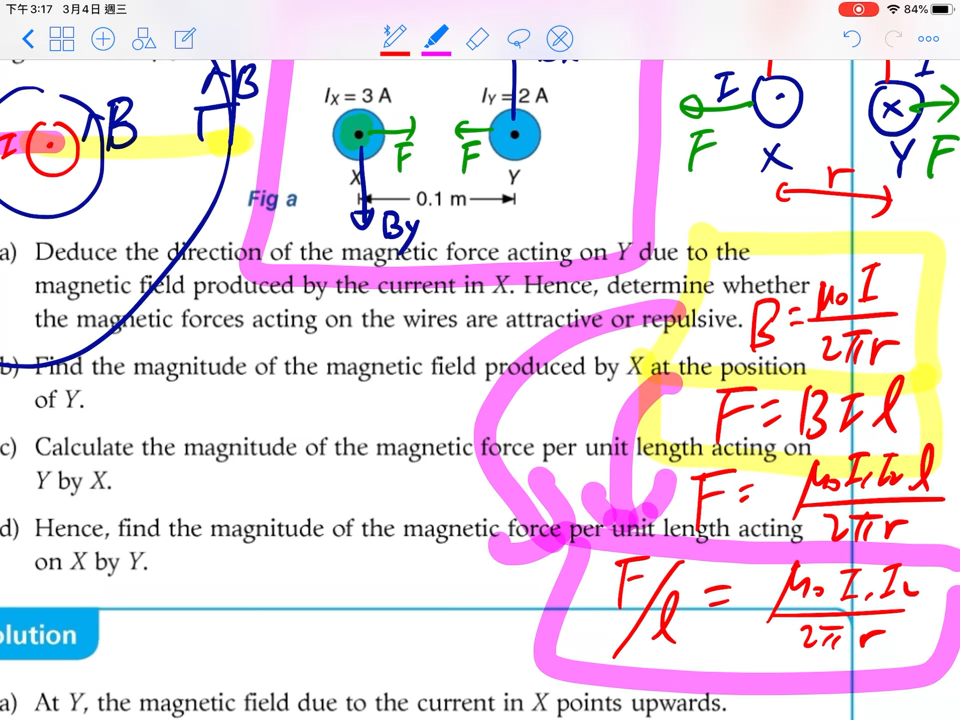 下午3:17 3月4日 週三
84%
B
B
I
Iₓ = 3 A
I_Y = 2 A
F
F
X
Y
0.1 m
By
Fig a
I
I
F
F
X
Y
r
a) Deduce the direction of the magnetic force acting on Y due to the
magnetic field produced by the current in X. Hence, determine whether
the magnetic forces acting on the wires are attractive or repulsive.
B = μ₀I / 2πr
b) Find the magnitude of the magnetic field produced by X at the position
of Y.
F = BIl
c) Calculate the magnitude of the magnetic force per unit length acting on
Y by X.
F = μ₀I₁I₂l / 2πr
d) Hence, find the magnitude of the magnetic force per unit length acting
on X by Y.
F/l = μ₀I₁I₂ / 2πr
olution
a) At Y, the magnetic field due to the current in X points upwards.